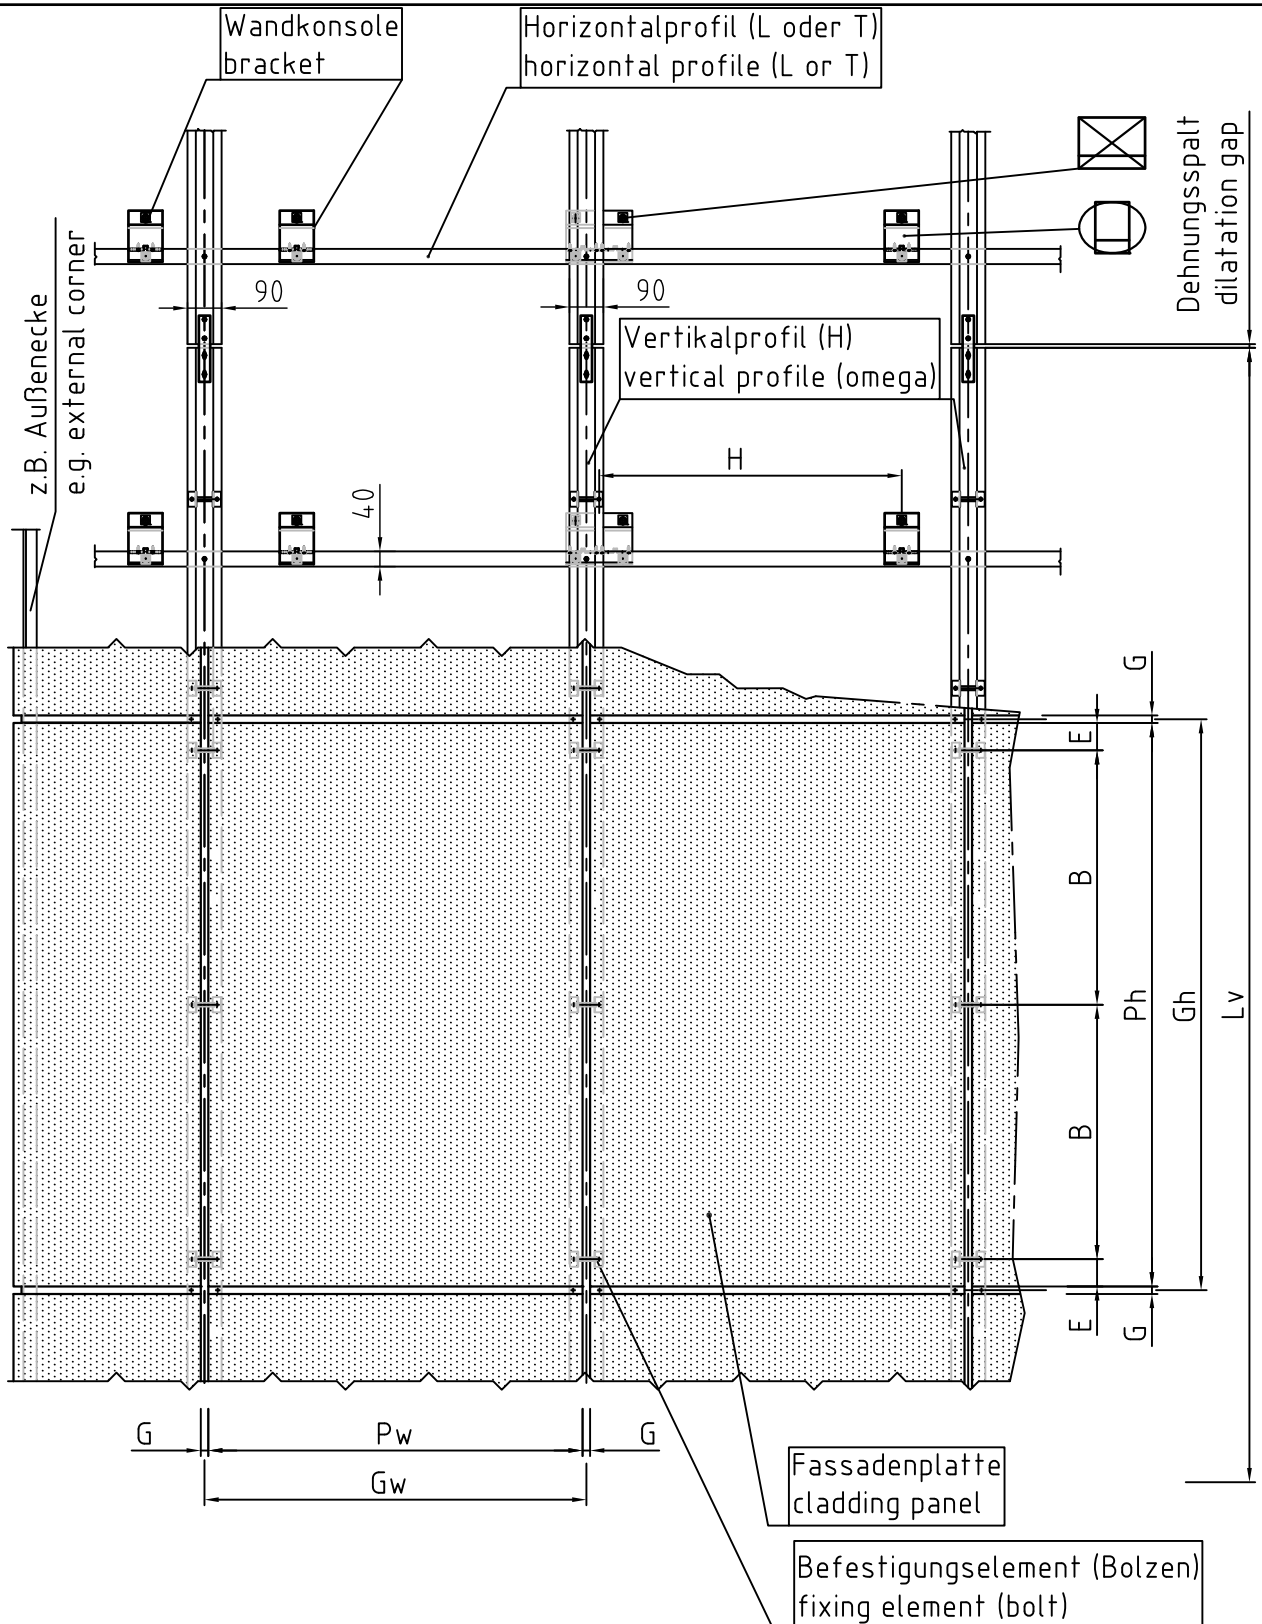 Wandkonsole
bracket
Horizontalprofil (L oder T)
horizontal profile (L or T)
Dehnungsspalt
dilatation gap
z.B. Außenecke
e.g. external corner
90
90
Vertikalprofil (H)
vertical profile (omega)
H
40
G
E
B
Ph
Gh
Lv
B
E
G
G
Pw
G
Gw
Fassadenplatte
cladding panel
Befestigungselement (Bolzen)
fixing element (bolt)